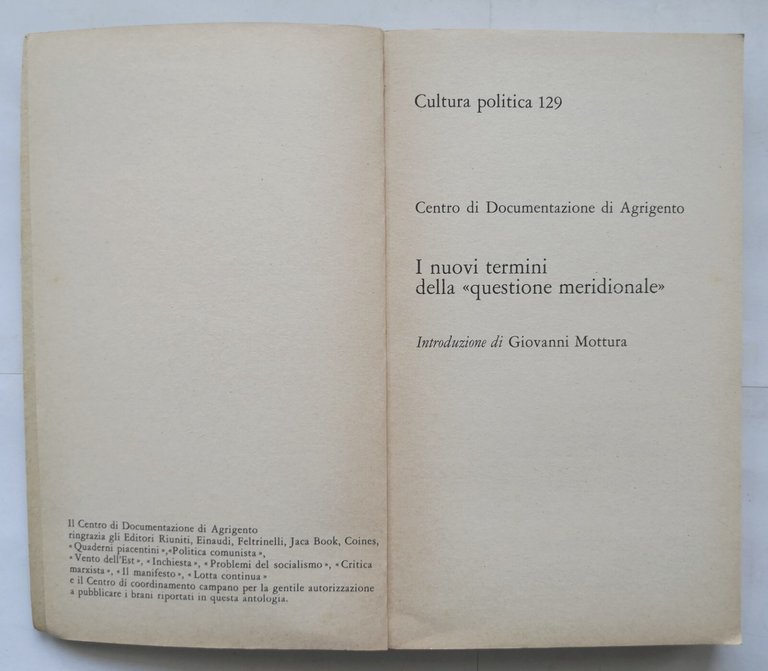 Il Centro di Documentazione di Agrigento
ringrazia gli Editori Riuniti, Einaudi, Feltrinelli, Jaca Book, Coines,
«Quaderni piacentini», «Politica comunista»,
«Vento dell'Est», «Inchiesta», «Problemi del socialismo», «Critica
marxista», «Il manifesto», «Lotta continua»
e il Centro di coordinamento campano per la gentile autorizzazione
a pubblicare i brani riportati in questa antologia.
Cultura politica 129
Centro di Documentazione di Agrigento
I nuovi termini
della «questione meridionale»
Introduzione di Giovanni Mottura